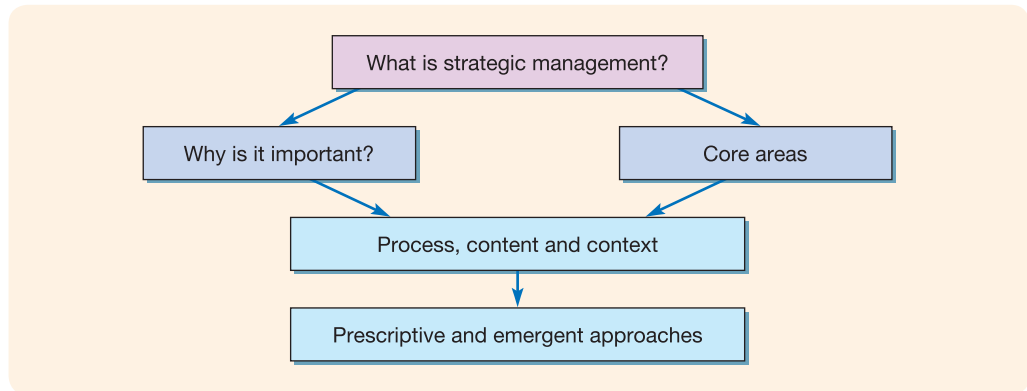 What is strategic management?
Why is it important?
Core areas
Process, content and context
Prescriptive and emergent approaches